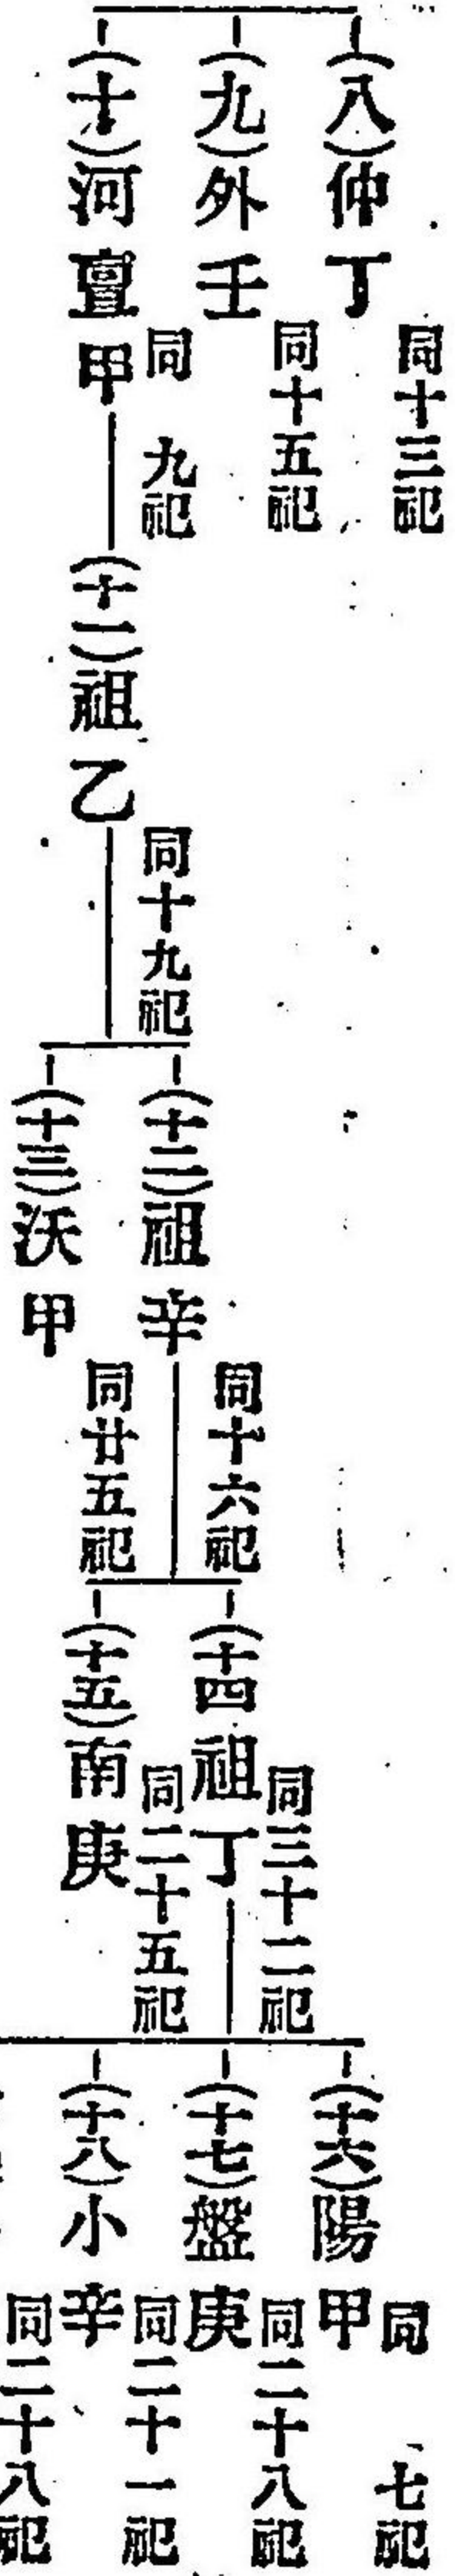 (八)仲丁
同十三祀
(九)外壬
同十五祀
(十)河亶甲
同九祀
(十一)祖乙
同十九祀
(十二)祖辛
同十六祀
(十三)沃甲
同廿五祀
(十四)祖丁
同三十二祀
(十五)南庚
同二十五祀
(十六)陽甲
同七祀
(十七)盤庚
同二十八祀
(十八)小辛
同二十一祀
同二十八祀